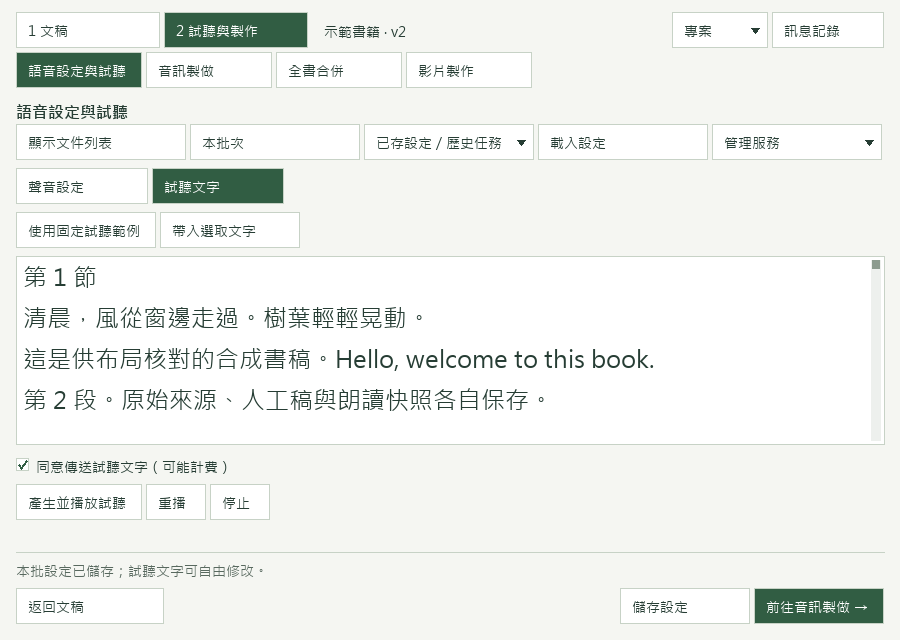 1 文稿
2 試聽與製作
示範書籍 · v2
專案
訊息記錄
語音設定與試聽
音訊製做
全書合併
影片製作
語音設定與試聽
顯示文件列表
本批次
已存設定 / 歷史任務
載入設定
管理服務
聲音設定
試聽文字
使用固定試聽範例
帶入選取文字
第 1 節
清晨，風從窗邊走過。樹葉輕輕晃動。
這是供布局核對的合成書稿。Hello, welcome to this book.
第 2 段。原始來源、人工稿與朗讀快照各自保存。
同意傳送試聽文字（可能計費）
產生並播放試聽
重播
停止
本批設定已儲存；試聽文字可自由修改。
返回文稿
儲存設定
前往音訊製做 →